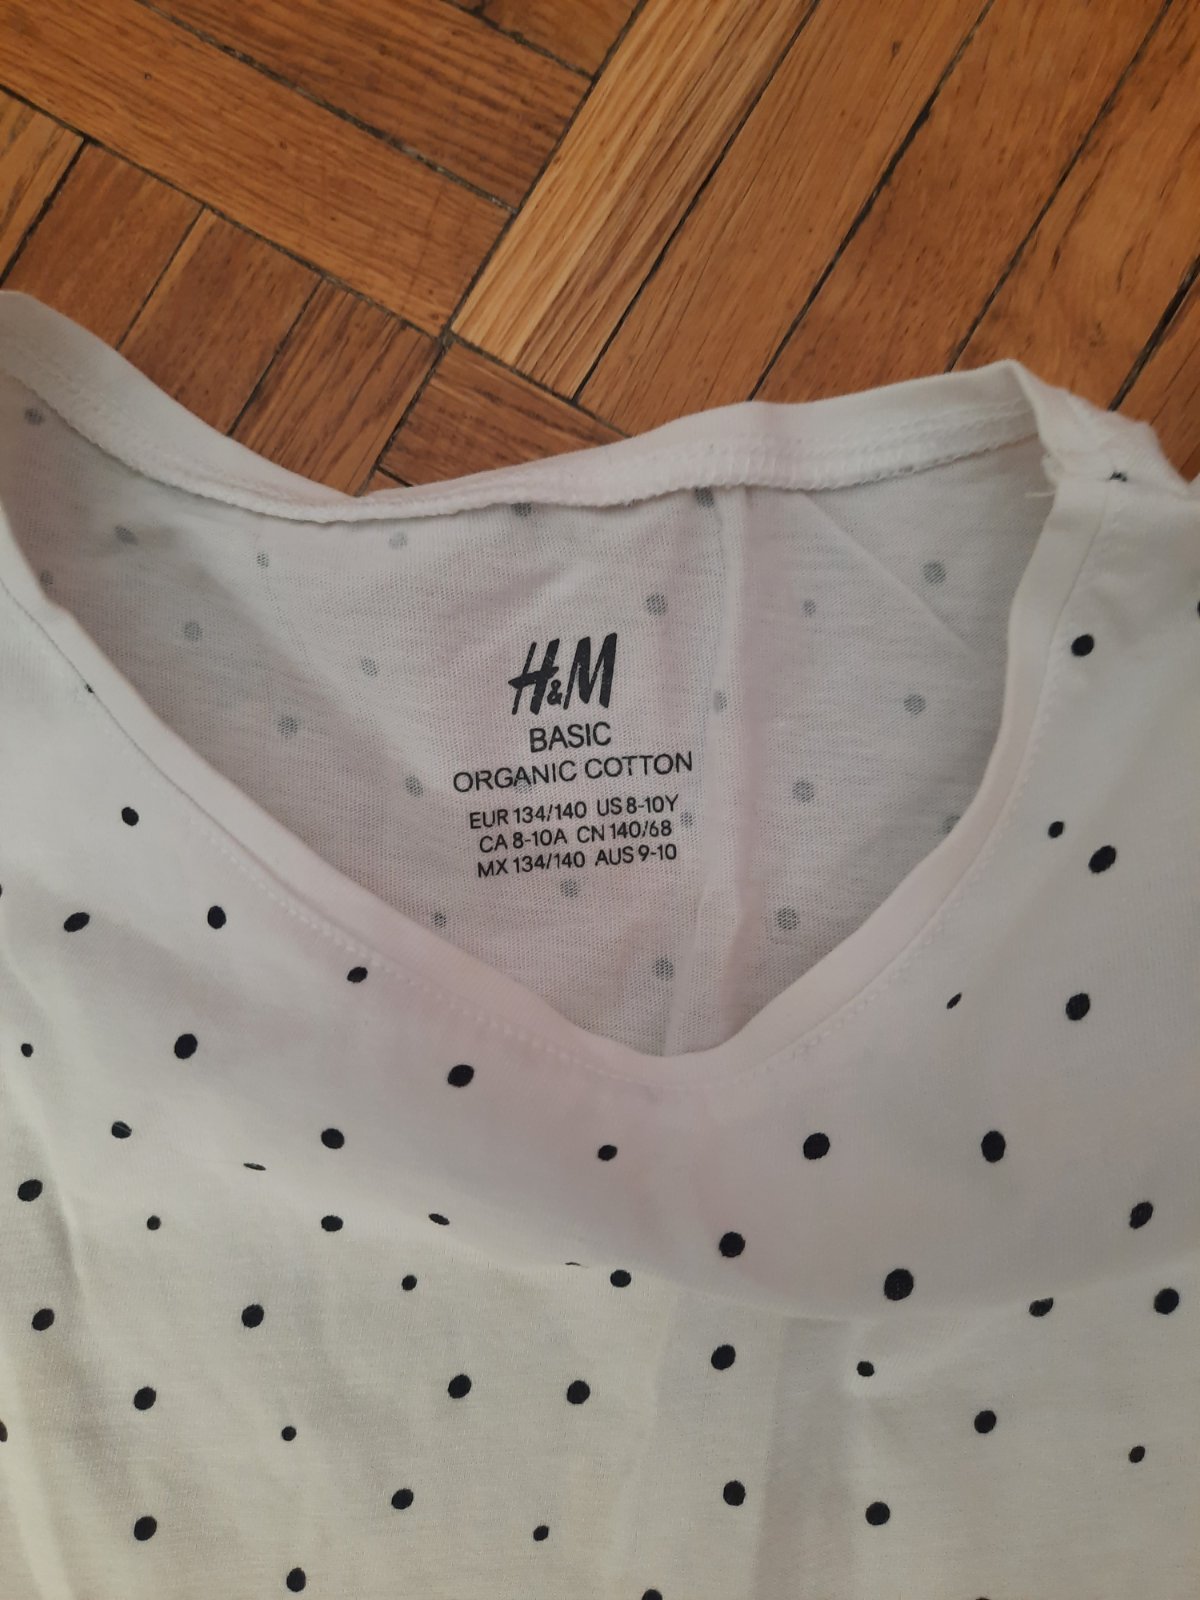 H&M
BASIC
ORGANIC COTTON
EUR 134/140 US 8-10Y
CA 8-10A CN 140/68
MX 134/140 AUS 9-10